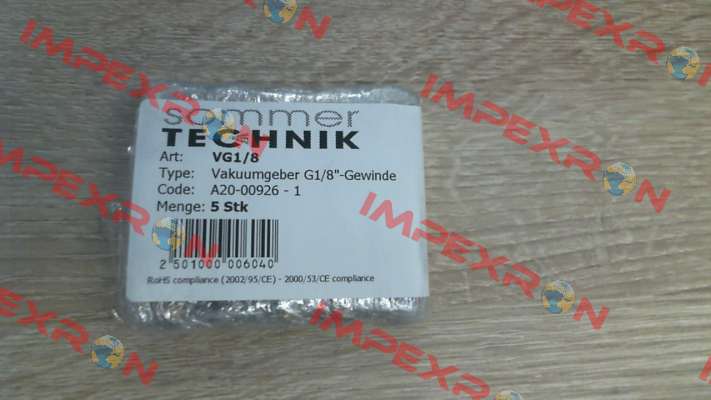 sommer
TECHNIK
Art: VG1/8
Type: Vakuumgeber G1/8"-Gewinde
Code: A20-00926 - 1
Menge: 5 Stk
2 501000 006040
RoHS compliance (2002/95/CE) - 2000/53/CE compliance
IMPEXRON
IMPEXRON
IMPEXRON
IMPEXRON
IMPEXRON
IMPEXRON